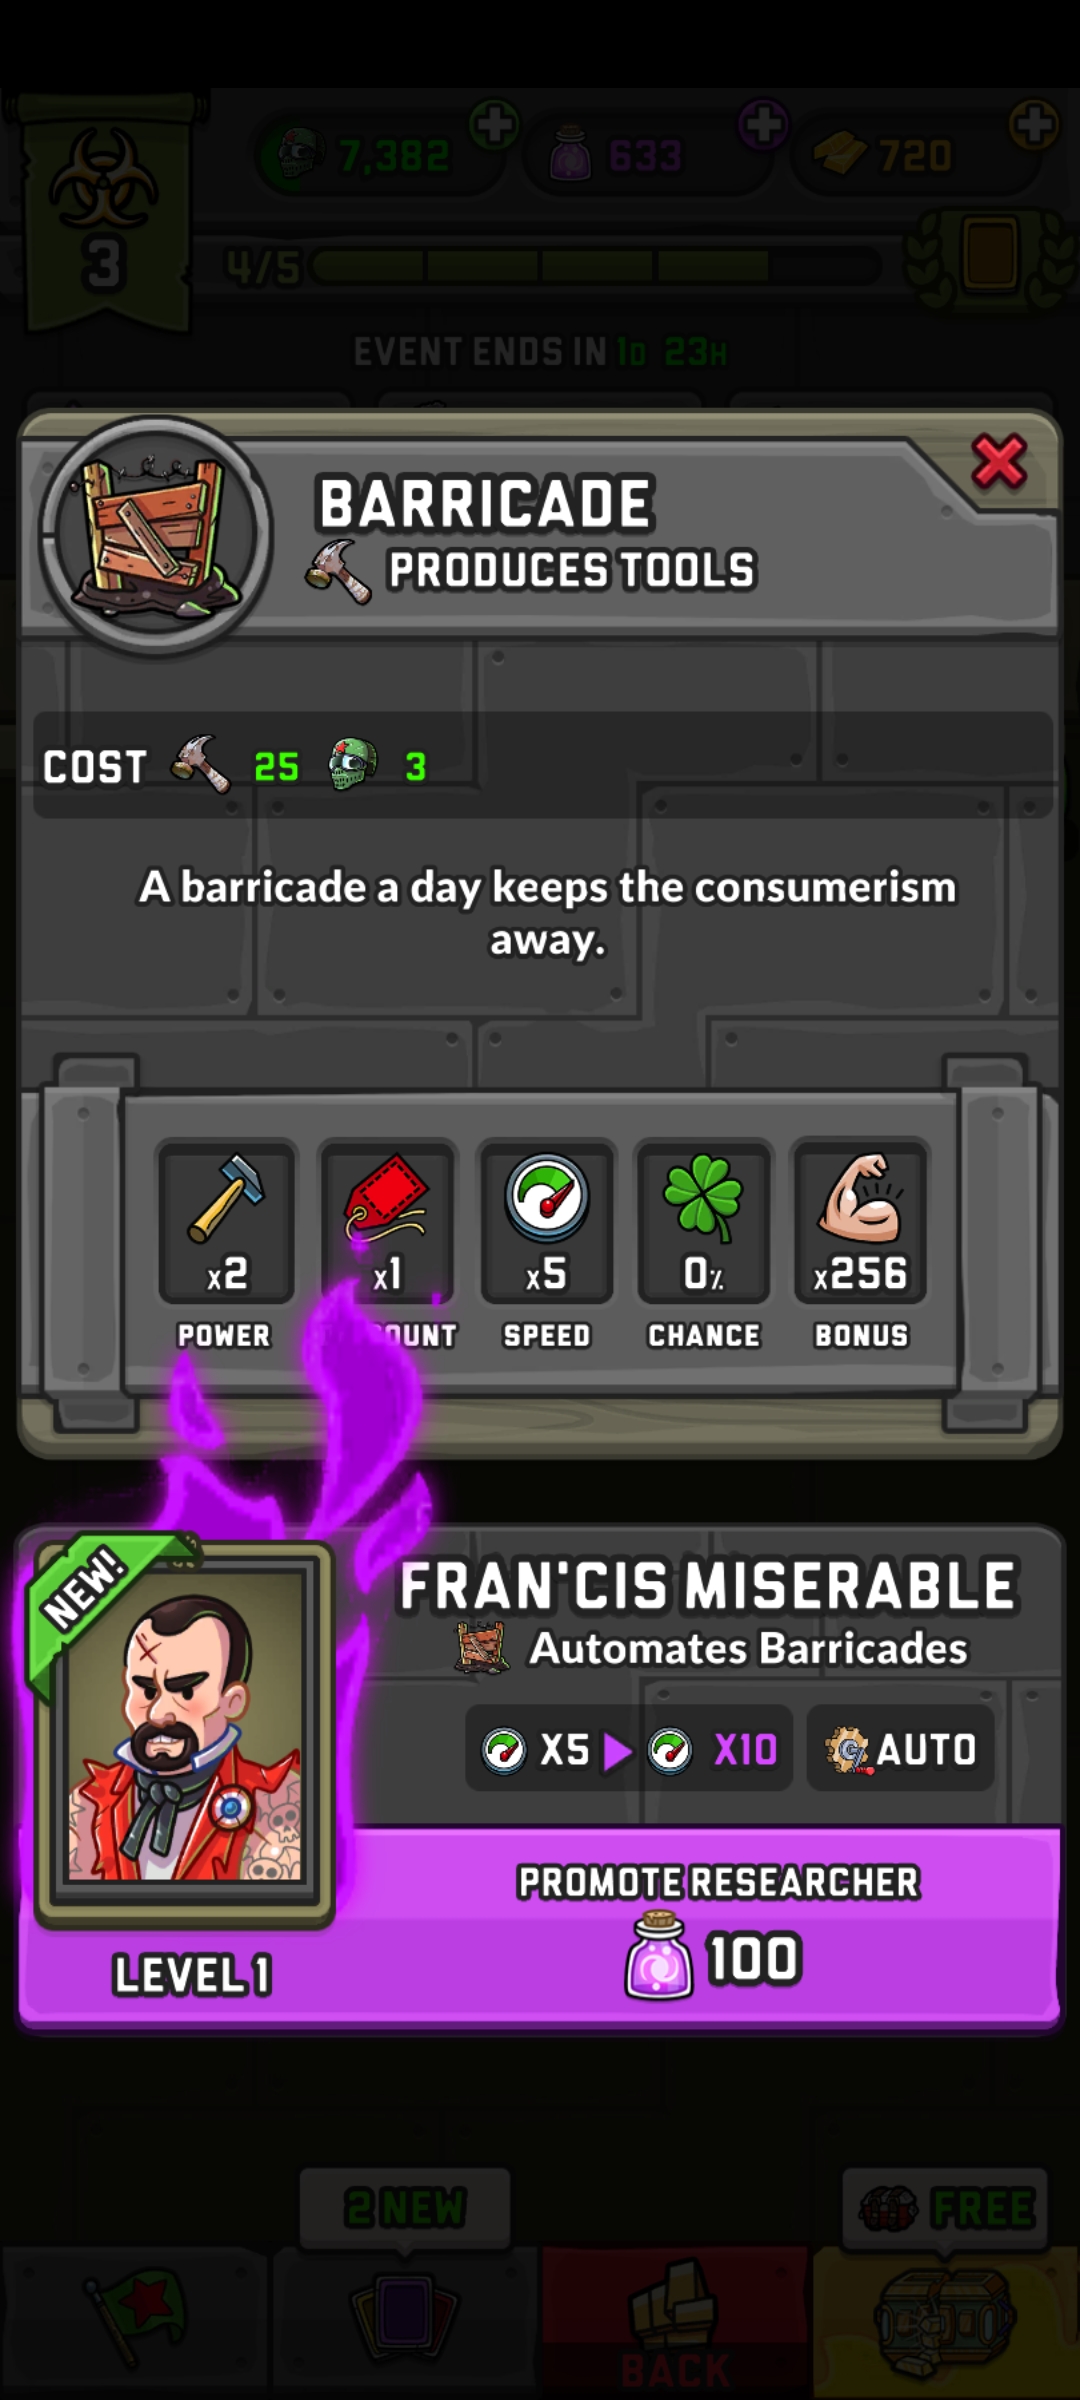 7,382
633
720
3
4/5
EVENT ENDS IN 1D 23H
BARRICADE
PRODUCES TOOLS
COST 25 3
A barricade a day keeps the consumerism
away.
x2 x1 x5 0% x256
POWER OUNT SPEED CHANCE BONUS
NEW!
FRAN'CIS MISERABLE
Automates Barricades
X5 X10 AUTO
PROMOTE RESEARCHER
100
LEVEL 1
2 NEW
FREE
BACK